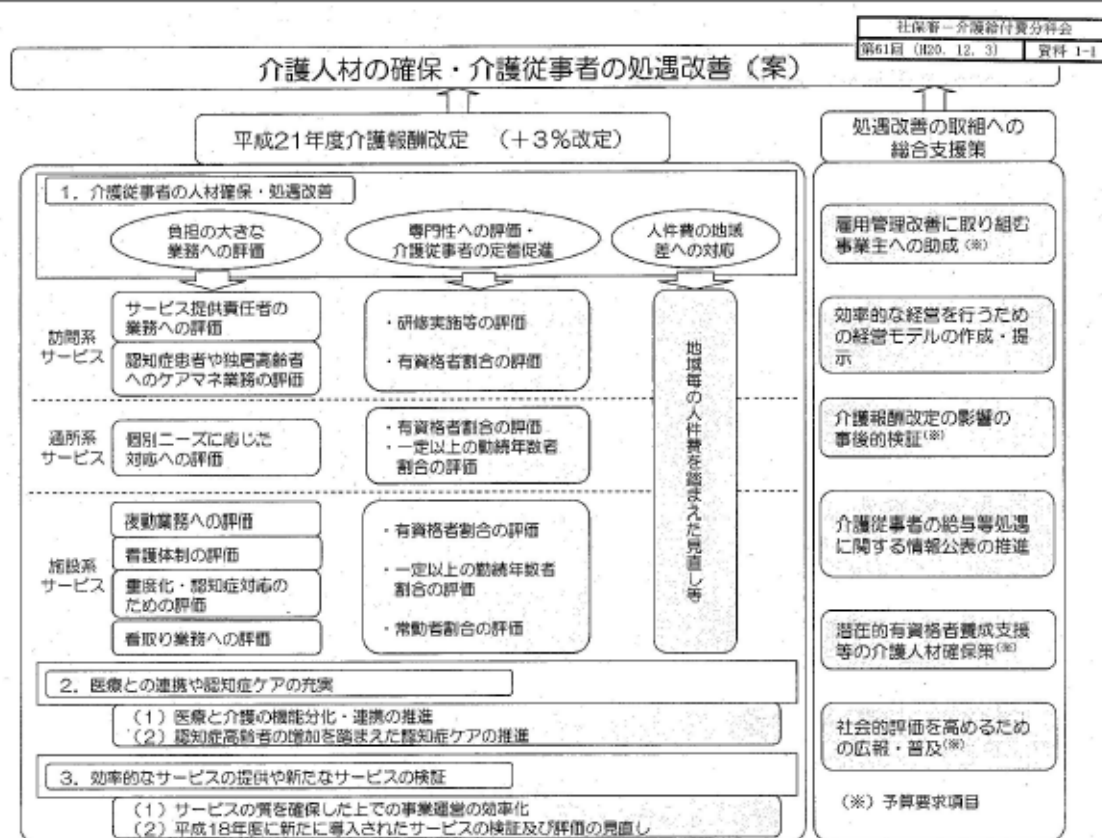 社保審－介護給付費分科会
第61回（H20. 12. 3）
資料 1-1
介護人材の確保・介護従事者の処遇改善（案）
平成21年度介護報酬改定　（＋3％改定）
処遇改善の取組への
総合支援策
1．介護従事者の人材確保・処遇改善
負担の大きな
業務への評価
専門性への評価・
介護従事者の定着促進
人件費の地域
差への対応
訪問系
サービス
サービス提供責任者の
業務への評価
認知症患者や独居高齢者
へのケアマネ業務の評価
・研修実施等の評価
・有資格者割合の評価
地域毎の人件費を踏まえた見直し等
通所系
サービス
個別ニーズに応じた
対応への評価
・有資格者割合の評価
・一定以上の勤続年数者
割合の評価
施設系
サービス
夜勤業務への評価
看護体制の評価
重度化・認知症対応の
ための評価
看取り業務への評価
・有資格者割合の評価
・一定以上の勤続年数者
割合の評価
・常勤者割合の評価
2．医療との連携や認知症ケアの充実
（1）医療と介護の機能分化・連携の推進
（2）認知症高齢者の増加を踏まえた認知症ケアの推進
3．効率的なサービスの提供や新たなサービスの検証
（1）サービスの質を確保した上での事業運営の効率化
（2）平成18年度に新たに導入されたサービスの検証及び評価の見直し
雇用管理改善に取り組む
事業主への助成（※）
効率的な経営を行うため
の経営モデルの作成・提
示
介護報酬改定の影響の
事後的検証（※）
介護従事者の給与等処遇
に関する情報公表の推進
潜在的有資格者養成支援
等の介護人材確保策（※）
社会的評価を高めるため
の広報・普及（※）
（※）予算要求項目